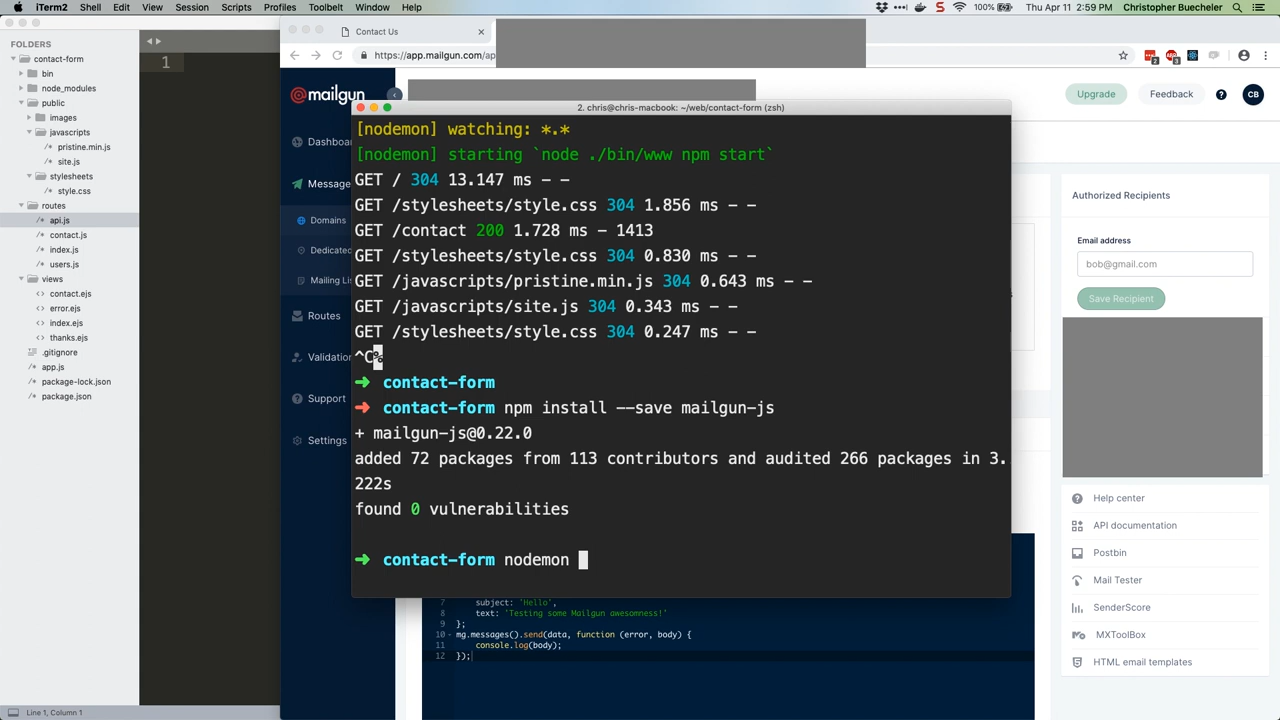 iTerm2 Shell Edit View Session Scripts Profiles Toolbelt Window Help
100% Thu Apr 11 2:59 PM Christopher Buecheler
FOLDERS
contact-form
bin
node_modules
public
images
javascripts
pristine.min.js
site.js
stylesheets
style.css
routes
api.js
contact.js
index.js
users.js
views
contact.ejs
error.ejs
index.ejs
thanks.ejs
.gitignore
app.js
package-lock.json
package.json
Line 1, Column 1
1
Contact Us
https://app.mailgun.com/ap
mailgun
Upgrade
Feedback
CB
Dashboa
Message
Domains
Dedicated
Mailing Lis
Routes
Validation
Support
Settings
2. chris@chris-macbook: ~/web/contact-form (zsh)
[nodemon] watching: *.*
[nodemon] starting `node ./bin/www npm start`
GET / 304 13.147 ms - -
GET /stylesheets/style.css 304 1.856 ms - -
GET /contact 200 1.728 ms - 1413
GET /stylesheets/style.css 304 0.830 ms - -
GET /javascripts/pristine.min.js 304 0.643 ms - -
GET /javascripts/site.js 304 0.343 ms - -
GET /stylesheets/style.css 304 0.247 ms - -
^C%
➜ contact-form
➜ contact-form npm install --save mailgun-js
+ mailgun-js@0.22.0
added 72 packages from 113 contributors and audited 266 packages in 3.
222s
found 0 vulnerabilities
➜ contact-form nodemon
7 subject: 'Hello',
8 text: 'Testing some Mailgun awesomness!'
9 };
10 mg.messages().send(data, function (error, body) {
11 console.log(body);
12 });
Authorized Recipients
Email address
bob@gmail.com
Save Recipient
Help center
API documentation
Postbin
Mail Tester
SenderScore
MXToolBox
HTML email templates